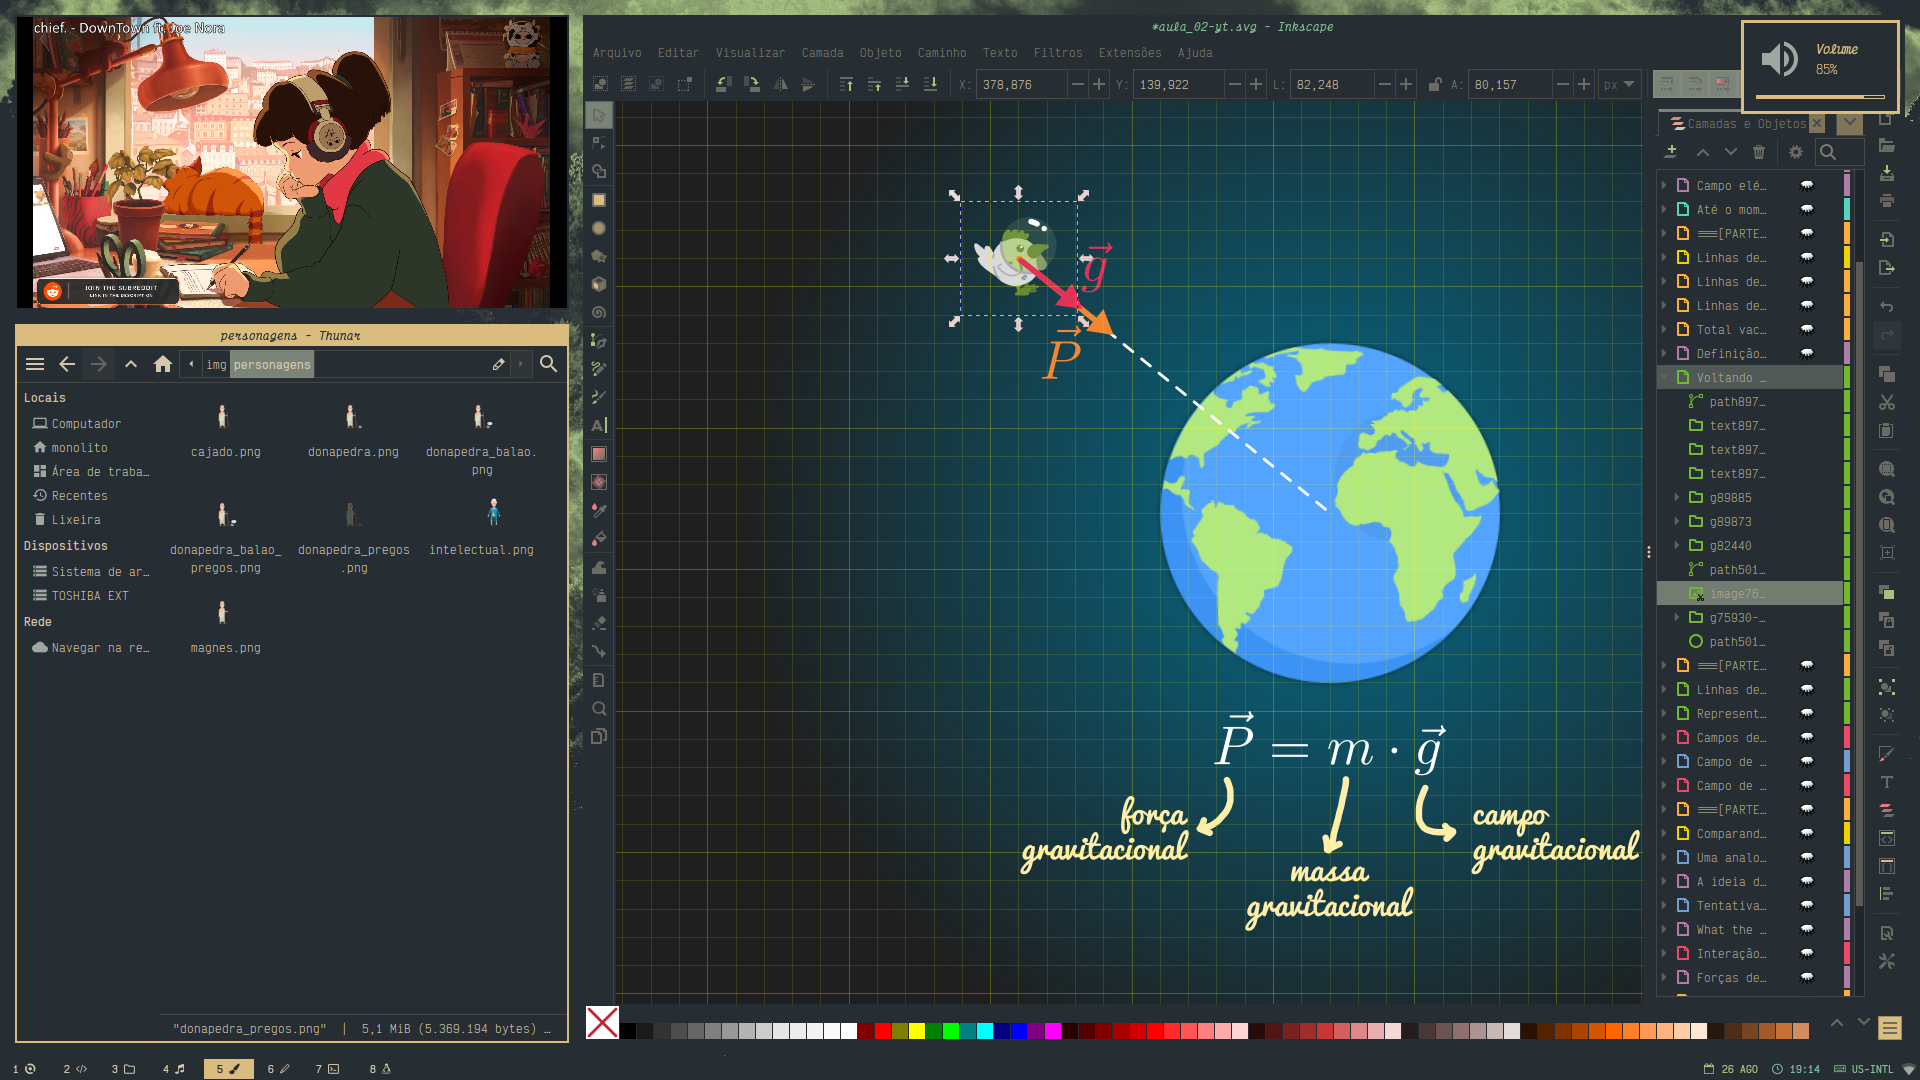 chief. - DownTown ft. Joe Nora
JOIN THE SUBREDDIT
LINK IN THE DESCRIPTION
personagens - Thunar
img
personagens
Locais
Computador
monolito
Área de traba…
Recentes
Lixeira
Dispositivos
Sistema de ar…
TOSHIBA EXT
Rede
Navegar na re…
cajado.png
donapedra.png
donapedra_balao.
png
donapedra_balao_
pregos.png
donapedra_pregos
.png
intelectual.png
magnes.png
"donapedra_pregos.png" | 5,1 MiB (5.369.194 bytes) …
*aula_02-yt.svg - Inkscape
Arquivo Editar Visualizar Camada Objeto Caminho Texto Filtros Extensões Ajuda
X: 378,876 Y: 139,922 L: 82,248 A: 80,157 px
Volume
85%
g
P
P = m · g
força
gravitacional
massa
gravitacional
campo
gravitacional
Camadas e Objetos
Campo elé…
Até o mom…
===[PARTE…
Linhas de…
Linhas de…
Linhas de…
Total vac…
Definição…
Voltando …
path897…
text897…
text897…
text897…
g89885
g89873
g82440
path501…
image76…
g75930-…
path501…
===[PARTE…
Linhas de…
Represent…
Campos de…
Campo de …
Campo de …
===[PARTE…
Comparand…
Uma analo…
A ideia d…
Tentativa…
What the …
Interação…
Forças de…
1 2 3 4 5 6 7 8
26 AGO 19:14 US-INTL